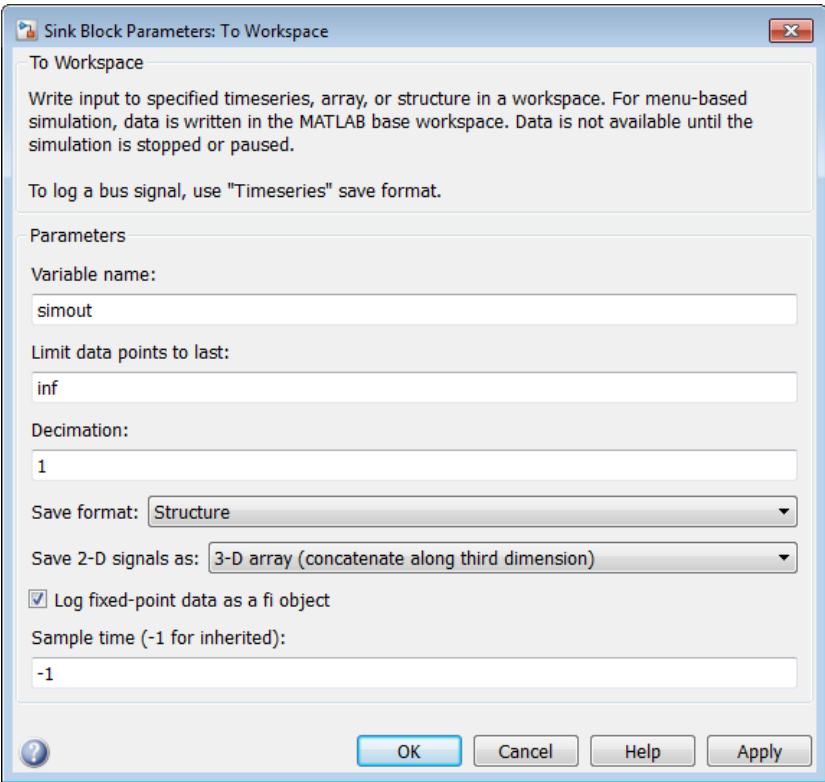 Sink Block Parameters: To Workspace
To Workspace
Write input to specified timeseries, array, or structure in a workspace. For menu-based
simulation, data is written in the MATLAB base workspace. Data is not available until the
simulation is stopped or paused.
To log a bus signal, use "Timeseries" save format.
Parameters
Variable name:
simout
Limit data points to last:
inf
Decimation:
1
Save format: Structure
Save 2-D signals as: 3-D array (concatenate along third dimension)
Log fixed-point data as a fi object
Sample time (-1 for inherited):
-1
OK Cancel Help Apply